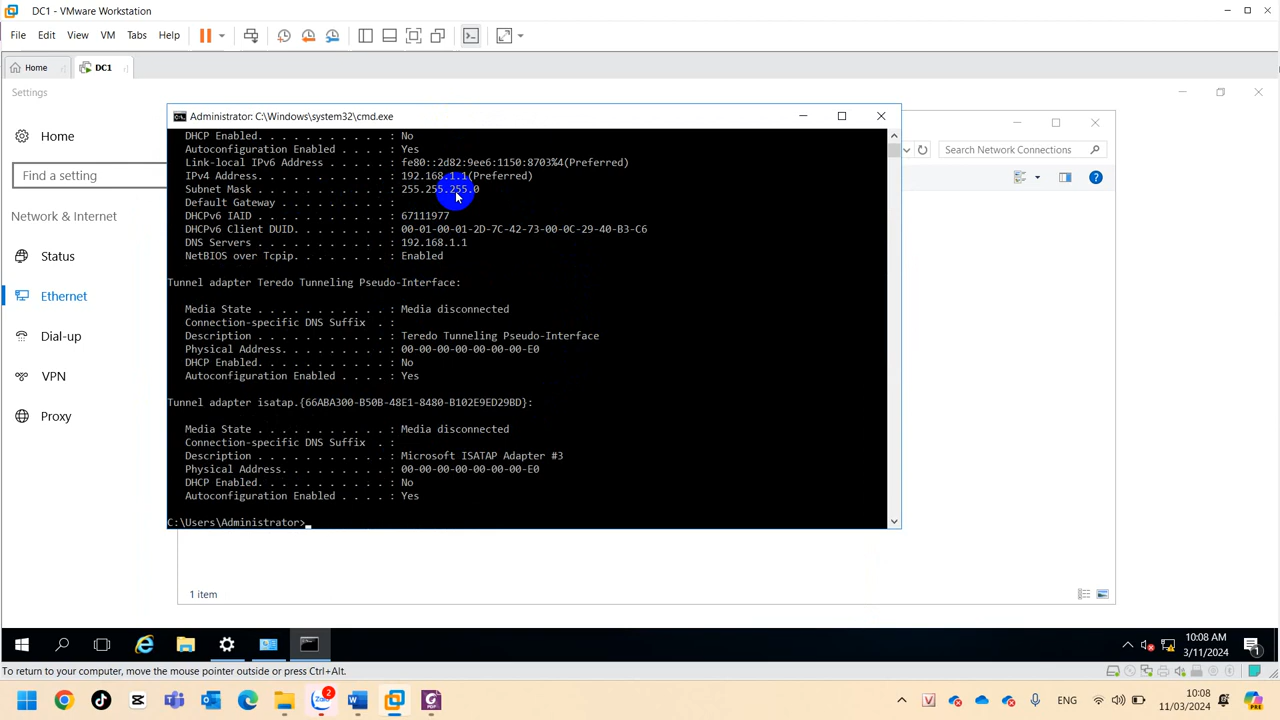 DC1 - VMware Workstation
File Edit View VM Tabs Help
Home DC1
Settings
Administrator: C:\Windows\system32\cmd.exe
Home
Find a setting
Network & Internet
Status
Ethernet
Dial-up
VPN
Proxy
Search Network Connections
DHCP Enabled. . . . . . . . . . . : No
Autoconfiguration Enabled . . . . : Yes
Link-local IPv6 Address . . . . . : fe80::2d82:9ee6:1150:8703%4(Preferred)
IPv4 Address. . . . . . . . . . . : 192.168.1.1(Preferred)
Subnet Mask . . . . . . . . . . . : 255.255.255.0
Default Gateway . . . . . . . . . :
DHCPv6 IAID . . . . . . . . . . . : 67111977
DHCPv6 Client DUID. . . . . . . . : 00-01-00-01-2D-7C-42-73-00-0C-29-40-B3-C6
DNS Servers . . . . . . . . . . . : 192.168.1.1
NetBIOS over Tcpip. . . . . . . . : Enabled
Tunnel adapter Teredo Tunneling Pseudo-Interface:
Media State . . . . . . . . . . . : Media disconnected
Connection-specific DNS Suffix . :
Description . . . . . . . . . . . : Teredo Tunneling Pseudo-Interface
Physical Address. . . . . . . . . : 00-00-00-00-00-00-00-E0
DHCP Enabled. . . . . . . . . . . : No
Autoconfiguration Enabled . . . . : Yes
Tunnel adapter isatap.{66ABA300-B50B-48E1-8480-B102E9ED29BD}:
Media State . . . . . . . . . . . : Media disconnected
Connection-specific DNS Suffix . :
Description . . . . . . . . . . . : Microsoft ISATAP Adapter #3
Physical Address. . . . . . . . . : 00-00-00-00-00-00-00-E0
DHCP Enabled. . . . . . . . . . . : No
Autoconfiguration Enabled . . . . : Yes
C:\Users\Administrator>
1 item
10:08 AM
3/11/2024
1
To return to your computer, move the mouse pointer outside or press Ctrl+Alt.
Zalo
2
ENG
10:08
11/03/2024
PRE